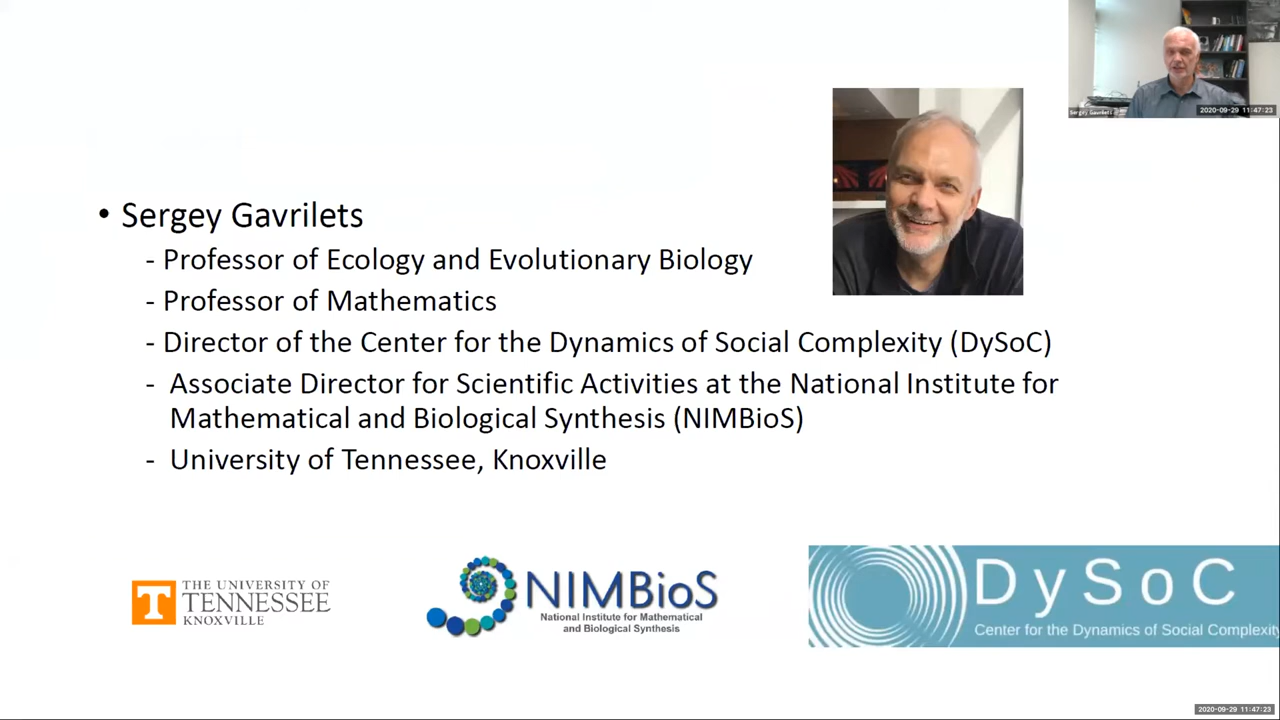 Sergey Gavrilets
2020-09-29 11:47:23
• Sergey Gavrilets
- Professor of Ecology and Evolutionary Biology
- Professor of Mathematics
- Director of the Center for the Dynamics of Social Complexity (DySoC)
- Associate Director for Scientific Activities at the National Institute for
Mathematical and Biological Synthesis (NIMBioS)
- University of Tennessee, Knoxville
T THE UNIVERSITY OF
TENNESSEE
KNOXVILLE
NIMBioS
National Institute for Mathematical
and Biological Synthesis
DySoC
Center for the Dynamics of Social Complexity
2020-09-29 11:47:23